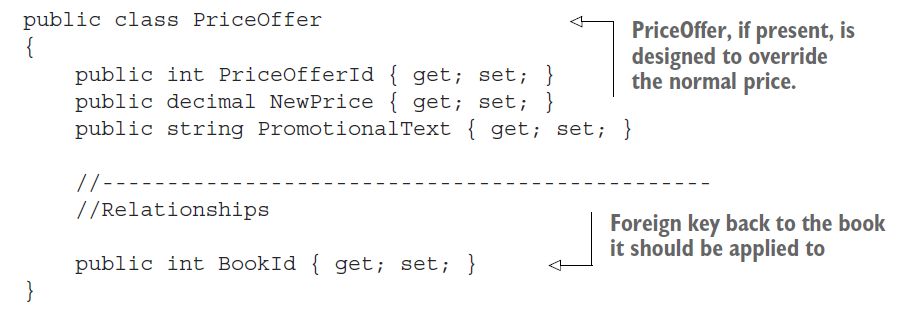 public class PriceOffer
{
public int PriceOfferId { get; set; }
public decimal NewPrice { get; set; }
public string PromotionalText { get; set; }
//-----------------------------------------------
//Relationships
public int BookId { get; set; }
}
PriceOffer, if present, is
designed to override
the normal price.
Foreign key back to the book
it should be applied to